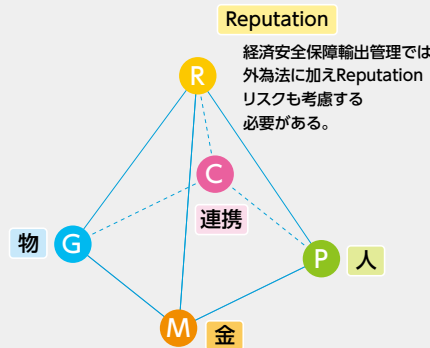 Reputation
経済安全保障輸出管理では
外為法に加えReputation
リスクも考慮する
必要がある。
R
C
連携
物 G
P 人
M 金